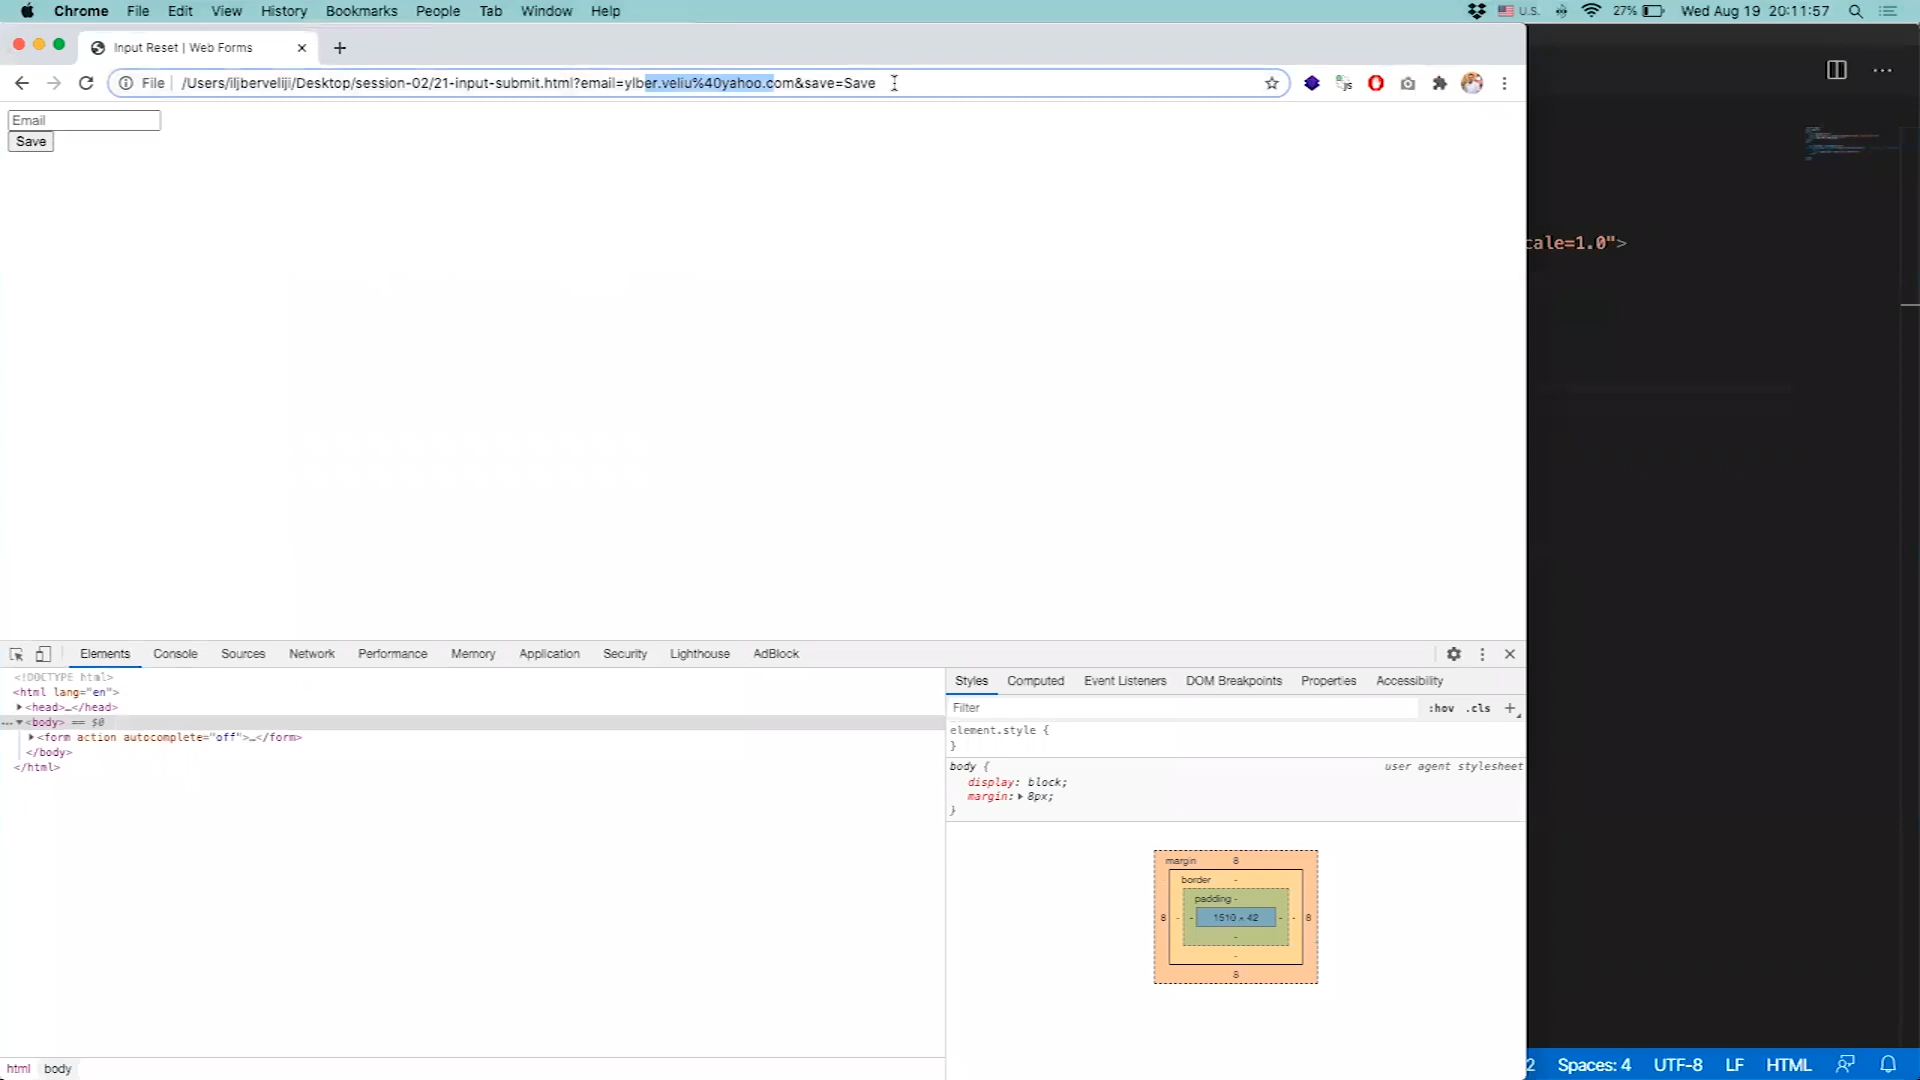 Chrome File Edit View History Bookmarks People Tab Window Help U.S. 27% Wed Aug 19 20:11:57
Input Reset | Web Forms
File /Users/iljberveliji/Desktop/session-02/21-input-submit.html?email=ylber.veliu%40yahoo.com&save=Save
Email
Save
cale=1.0">
Elements Console Sources Network Performance Memory Application Security Lighthouse AdBlock
<!DOCTYPE html>
<html lang="en">
<head>…</head>
<body> == $0
<form action autocomplete="off">…</form>
</body>
</html>
Styles Computed Event Listeners DOM Breakpoints Properties Accessibility
Filter :hov .cls +
element.style {
}
body { user agent stylesheet
display: block;
margin: 8px;
}
margin 8
border -
padding -
8 - - 1510 × 42 - - 8
-
-
8
html body
2 Spaces: 4 UTF-8 LF HTML